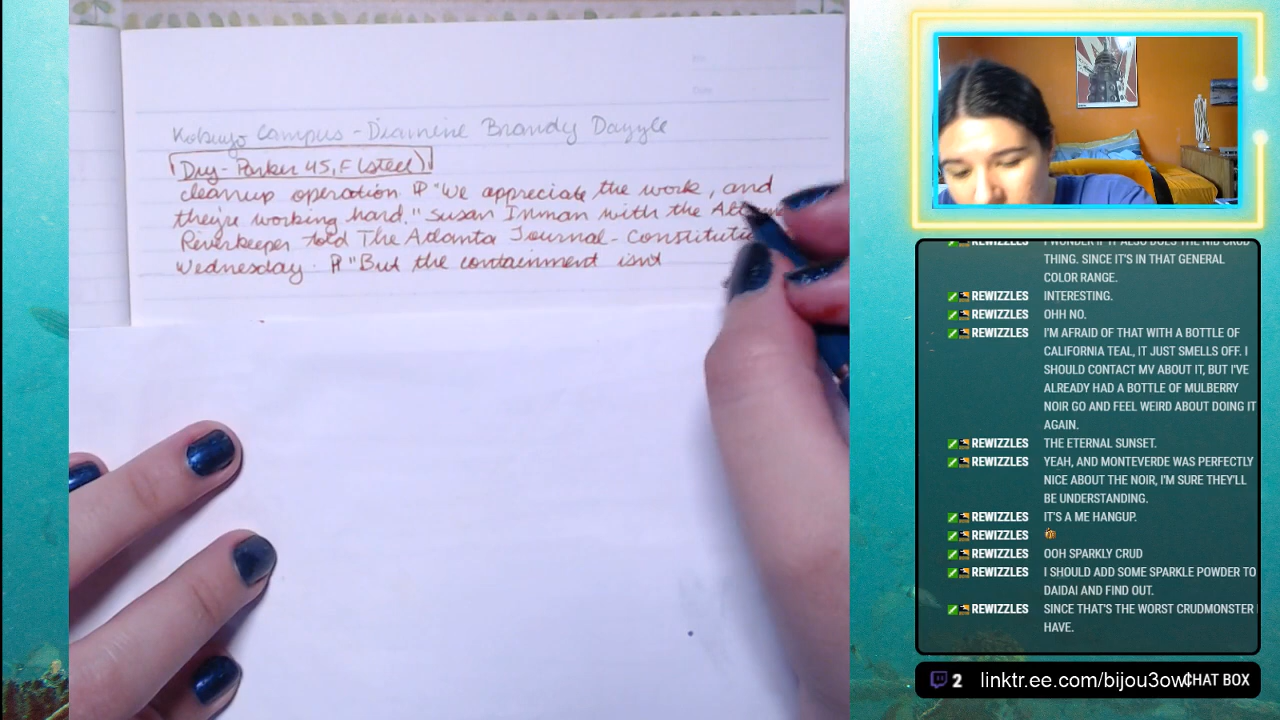 Kokuyo Campus - Diamine Brandy Dazzle
Dry - Parker 45, F (steel)
cleanup operation. ¶ "We appreciate the work, and
they're working hard." Susan Inman with the
Riverkeeper told The Atlanta Journal-Constitution
Wednesday. ¶ "But the containment isn't
I WONDER IF IT ALSO DOES THE NIB CRUD
THING. SINCE IT'S IN THAT GENERAL
COLOR RANGE.
REWIZZLES INTERESTING.
REWIZZLES OHH NO.
REWIZZLES I'M AFRAID OF THAT WITH A BOTTLE OF
CALIFORNIA TEAL, IT JUST SMELLS OFF. I
SHOULD CONTACT MV ABOUT IT, BUT I'VE
ALREADY HAD A BOTTLE OF MULBERRY
NOIR GO AND FEEL WEIRD ABOUT DOING IT
AGAIN.
REWIZZLES THE ETERNAL SUNSET.
REWIZZLES YEAH, AND MONTEVERDE WAS PERFECTLY
NICE ABOUT THE NOIR, I'M SURE THEY'LL
BE UNDERSTANDING.
REWIZZLES IT'S A ME HANGUP.
REWIZZLES
REWIZZLES OOH SPARKLY CRUD
REWIZZLES I SHOULD ADD SOME SPARKLE POWDER TO
DAIDAI AND FIND OUT.
REWIZZLES SINCE THAT'S THE WORST CRUDMONSTER I
HAVE.
2 linktr.ee.com/bijou3owl CHAT BOX